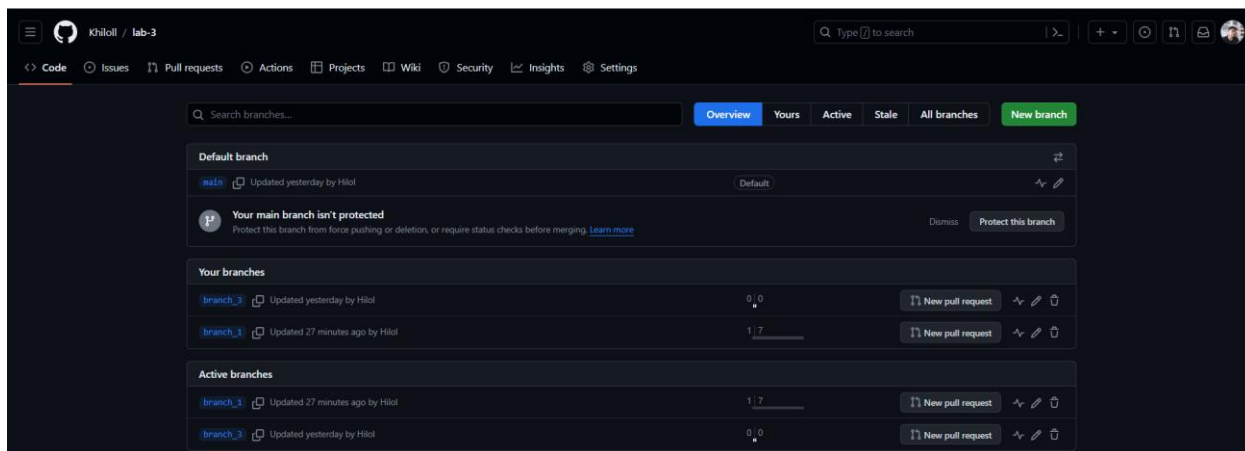 Khiloll / lab-3
Type / to search
Code Issues Pull requests Actions Projects Wiki Security Insights Settings
Search branches...
Overview Yours Active Stale All branches New branch
Default branch
main Updated yesterday by Hilol Default
Your main branch isn't protected
Protect this branch from force pushing or deletion, or require status checks before merging. Learn more
Dismiss Protect this branch
Your branches
branch_3 Updated yesterday by Hilol 0 0 New pull request
branch_1 Updated 27 minutes ago by Hilol 1 7 New pull request
Active branches
branch_1 Updated 27 minutes ago by Hilol 1 7 New pull request
branch_3 Updated yesterday by Hilol 0 0 New pull request